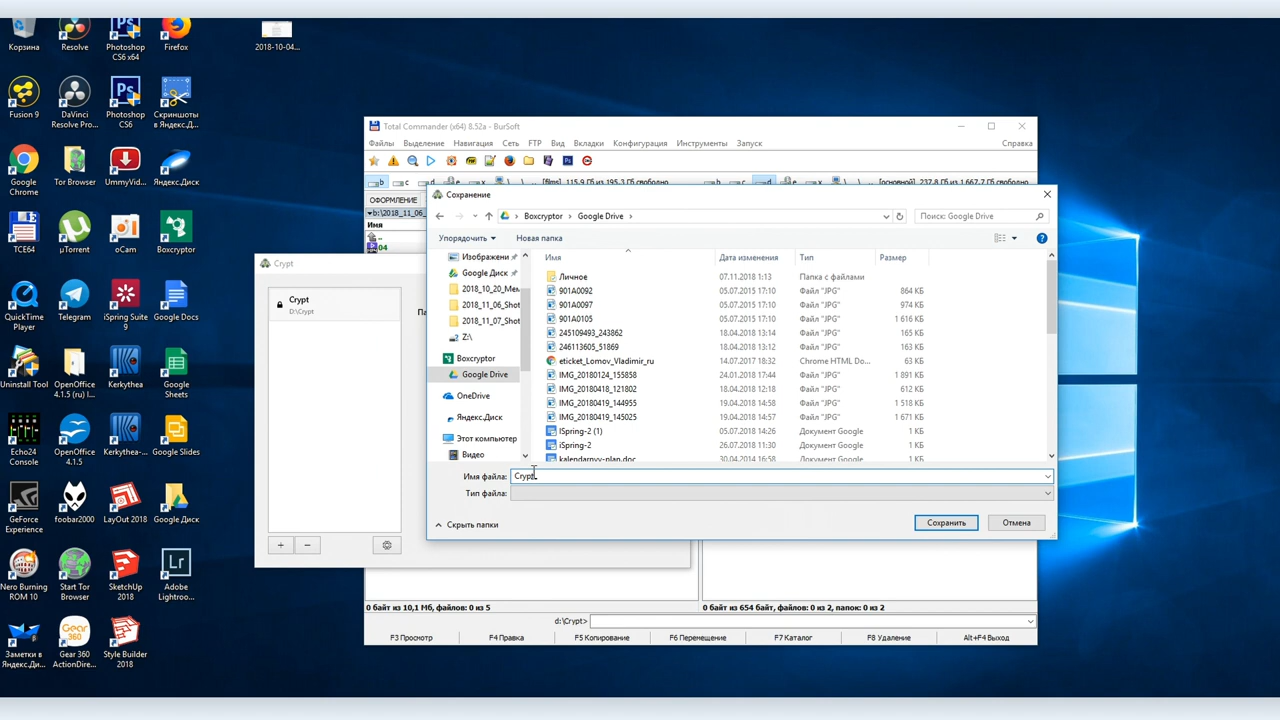 Корзина
Resolve
Photoshop
CS6 x64
Firefox
2018-10-04...
Fusion 9
DaVinci
Resolve Pro...
Photoshop
CS6
Скриншоты
в Яндекс.Д...
Google
Chrome
Tor Browser
UmmyVid...
Яндекс.Диск
TCE64
µTorrent
oCam
Boxcryptor
QuickTime
Player
Telegram
iSpring Suite
9
Google Docs
Uninstall Tool
OpenOffice
4.1.5 (ru) I...
Kerkythea
Google
Sheets
Echo24
Console
OpenOffice
4.1.5
Kerkythea-...
Google Slides
GeForce
Experience
foobar2000
LayOut 2018
Google
Диск
Nero Burning
ROM 10
Start Tor
Browser
SketchUp
2018
Adobe
Lightroo...
Заметки в
Яндекс.Ди...
Gear 360
ActionDire...
Style Builder
2018
Total Commander (x64) 8.52a - BurSoft
Файлы Выделение Навигация Сеть FTP Вид Вкладки Конфигурация Инструменты Запуск Справка
[films] 115,9 Гб из 195,3 Гб свободно
[основной] 237,8 Гб из 1 667,7 Гб свободно
ОФОРМЛЕНИЕ
b:\2018_11_06_
Имя
04
Crypt
Crypt
D:\Crypt
Па
+ −
Сохранение
Boxcryptor › Google Drive ›
Поиск: Google Drive
Упорядочить Новая папка
Изображени
Google Диск
2018_10_20_Мем
2018_11_06_Shot
2018_11_07_Shot
Z:\
Boxcryptor
Google Drive
OneDrive
Яндекс.Диск
Этот компьютер
Видео
Имя Дата изменения Тип Размер
Личное 07.11.2018 1:13 Папка с файлами
901A0092 05.07.2015 17:10 Файл "JPG" 864 КБ
901A0097 05.07.2015 17:10 Файл "JPG" 974 КБ
901A0105 05.07.2015 17:10 Файл "JPG" 1 616 КБ
245109493_243862 18.04.2018 13:14 Файл "JPG" 165 КБ
246113605_51869 18.04.2018 13:12 Файл "JPG" 163 КБ
eticket_Lomov_Vladimir_ru 14.07.2017 18:32 Chrome HTML Do... 63 КБ
IMG_20180124_155858 24.01.2018 17:44 Файл "JPG" 1 891 КБ
IMG_20180418_121802 18.04.2018 12:18 Файл "JPG" 612 КБ
IMG_20180419_144955 19.04.2018 14:58 Файл "JPG" 1 518 КБ
IMG_20180419_145025 19.04.2018 14:57 Файл "JPG" 1 671 КБ
ISpring-2 (1) 05.07.2018 14:26 Документ Google 1 КБ
iSpring-2 26.07.2018 11:30 Документ Google 1 КБ
kalendarnyy-plan.doc 30.04.2014 16:58 Документ Google 1 КБ
Имя файла: Crypt
Тип файла:
Скрыть папки
Сохранить Отмена
0 байт из 10,1 Мб, файлов: 0 из 5
0 байт из 654 байт, файлов: 0 из 2, папок: 0 из 2
d:\Crypt>
F3 Просмотр F4 Правка F5 Копирование F6 Перемещение F7 Каталог F8 Удаление Alt+F4 Выход